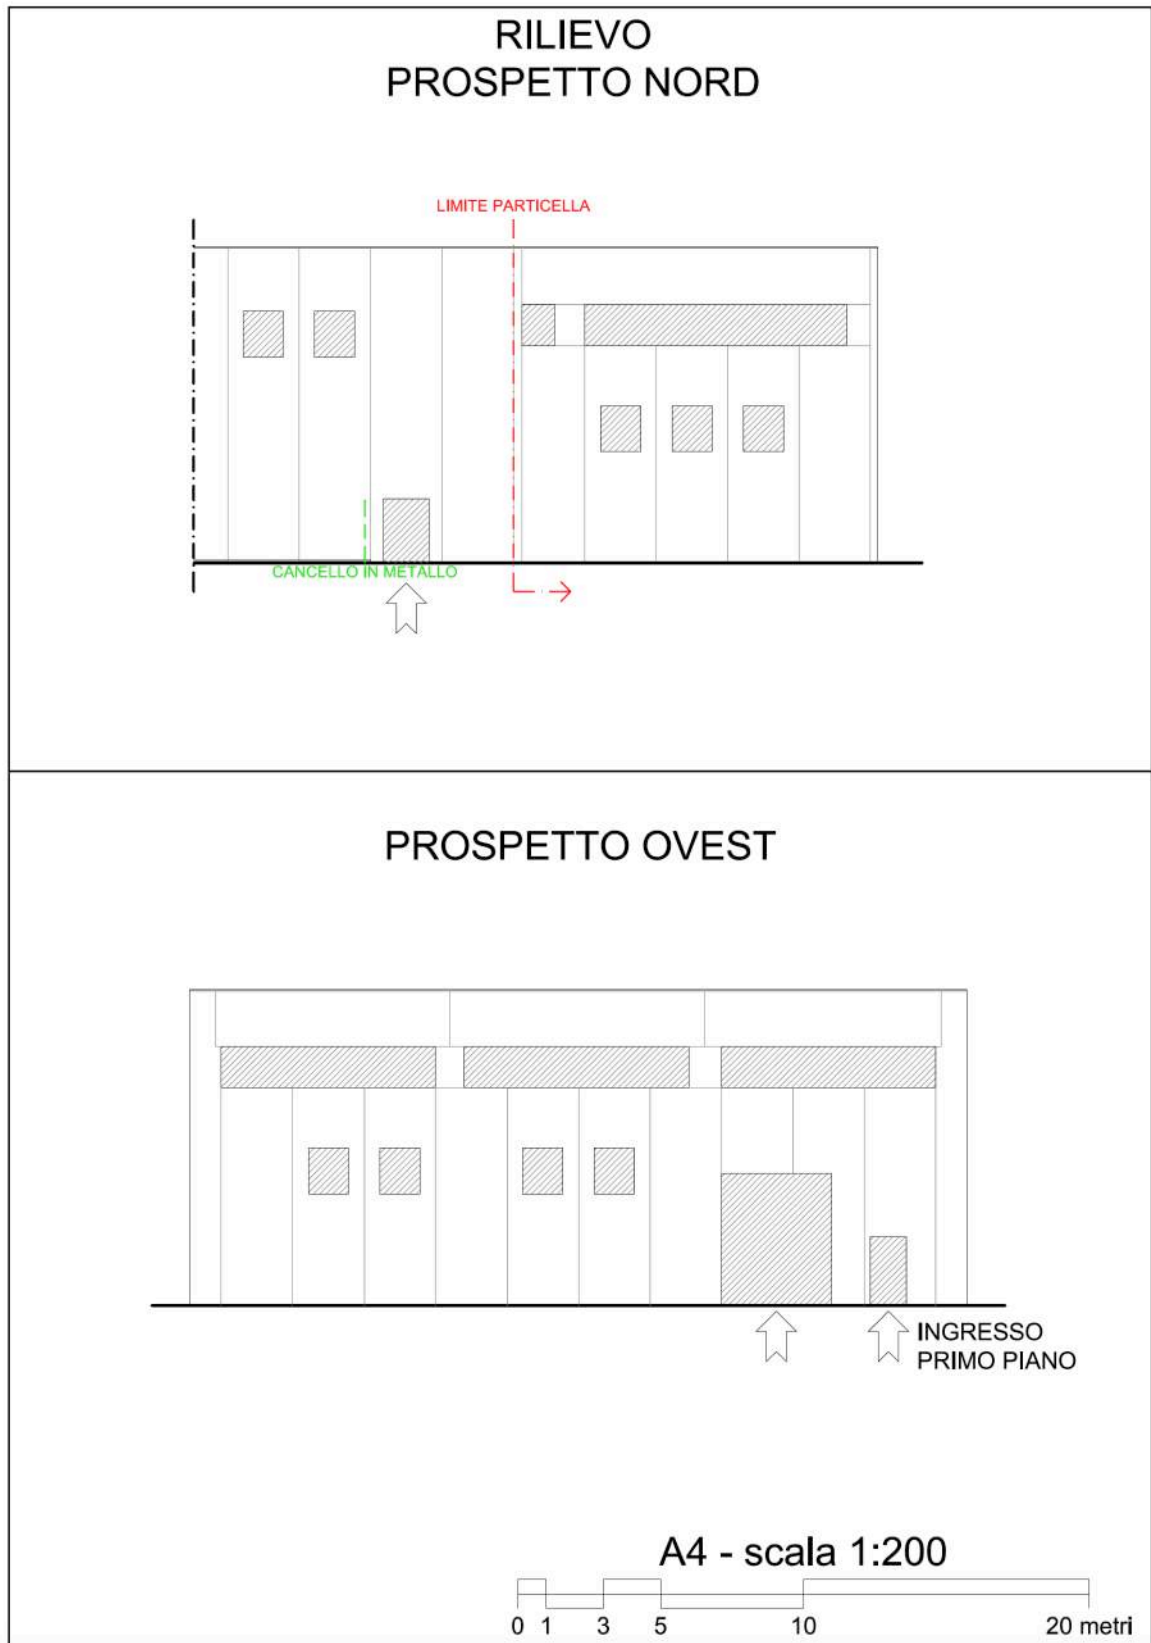 RILIEVO
PROSPETTO NORD
LIMITE PARTICELLA
CANCELLO IN METALLO
PROSPETTO OVEST
INGRESSO
PRIMO PIANO
A4 - scala 1:200
0 1 3 5 10 20 metri